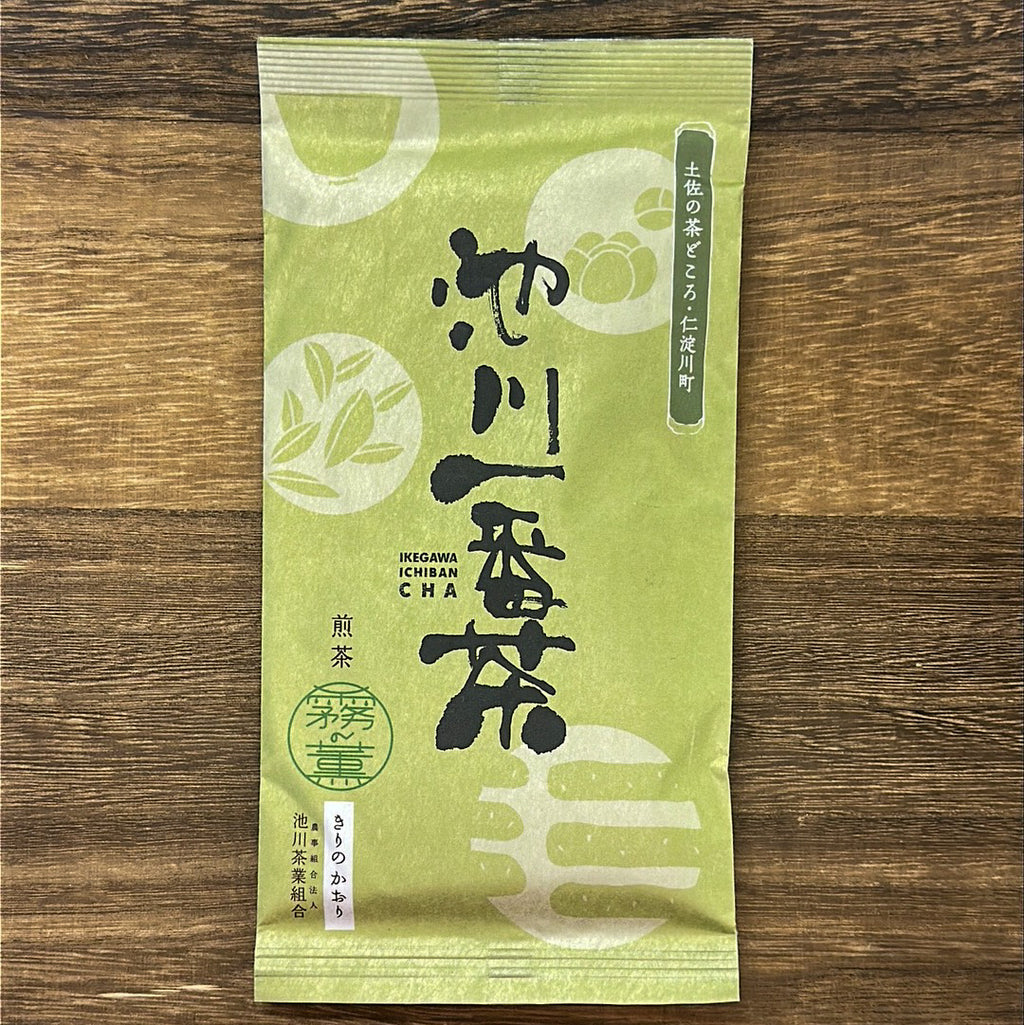 土佐の茶どころ・仁淀川町
池川一番茶
IKEGAWA
ICHIBAN
CHA
煎茶
霧の薫
きりのかおり
農事組合法人
池川茶業組合